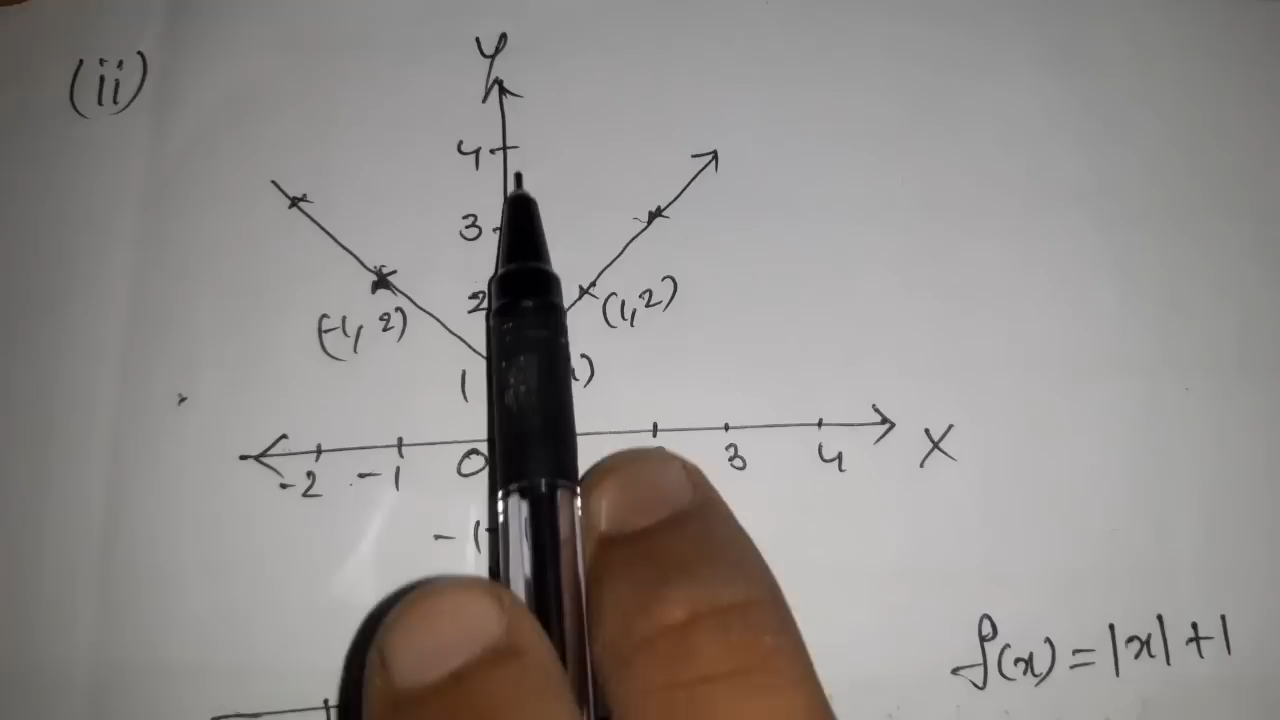 (ii)
Y
4
3
2
(-1, 2)
(1, 2)
1
-2 -1 0 3 4 X
-1
f(x) = |x| + 1